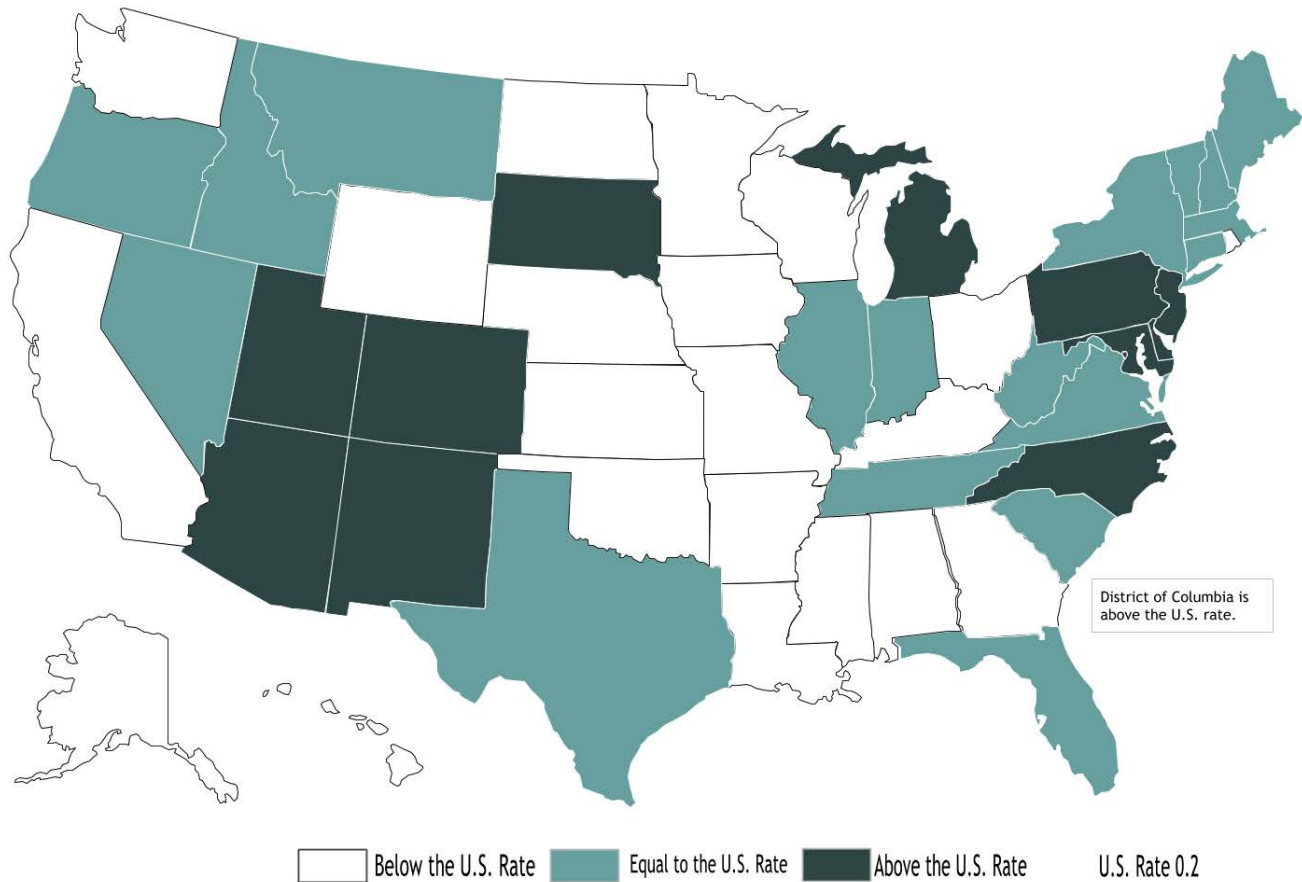 District of Columbia is
above the U.S. rate.
Below the U.S. Rate
Equal to the U.S. Rate
Above the U.S. Rate
U.S. Rate 0.2